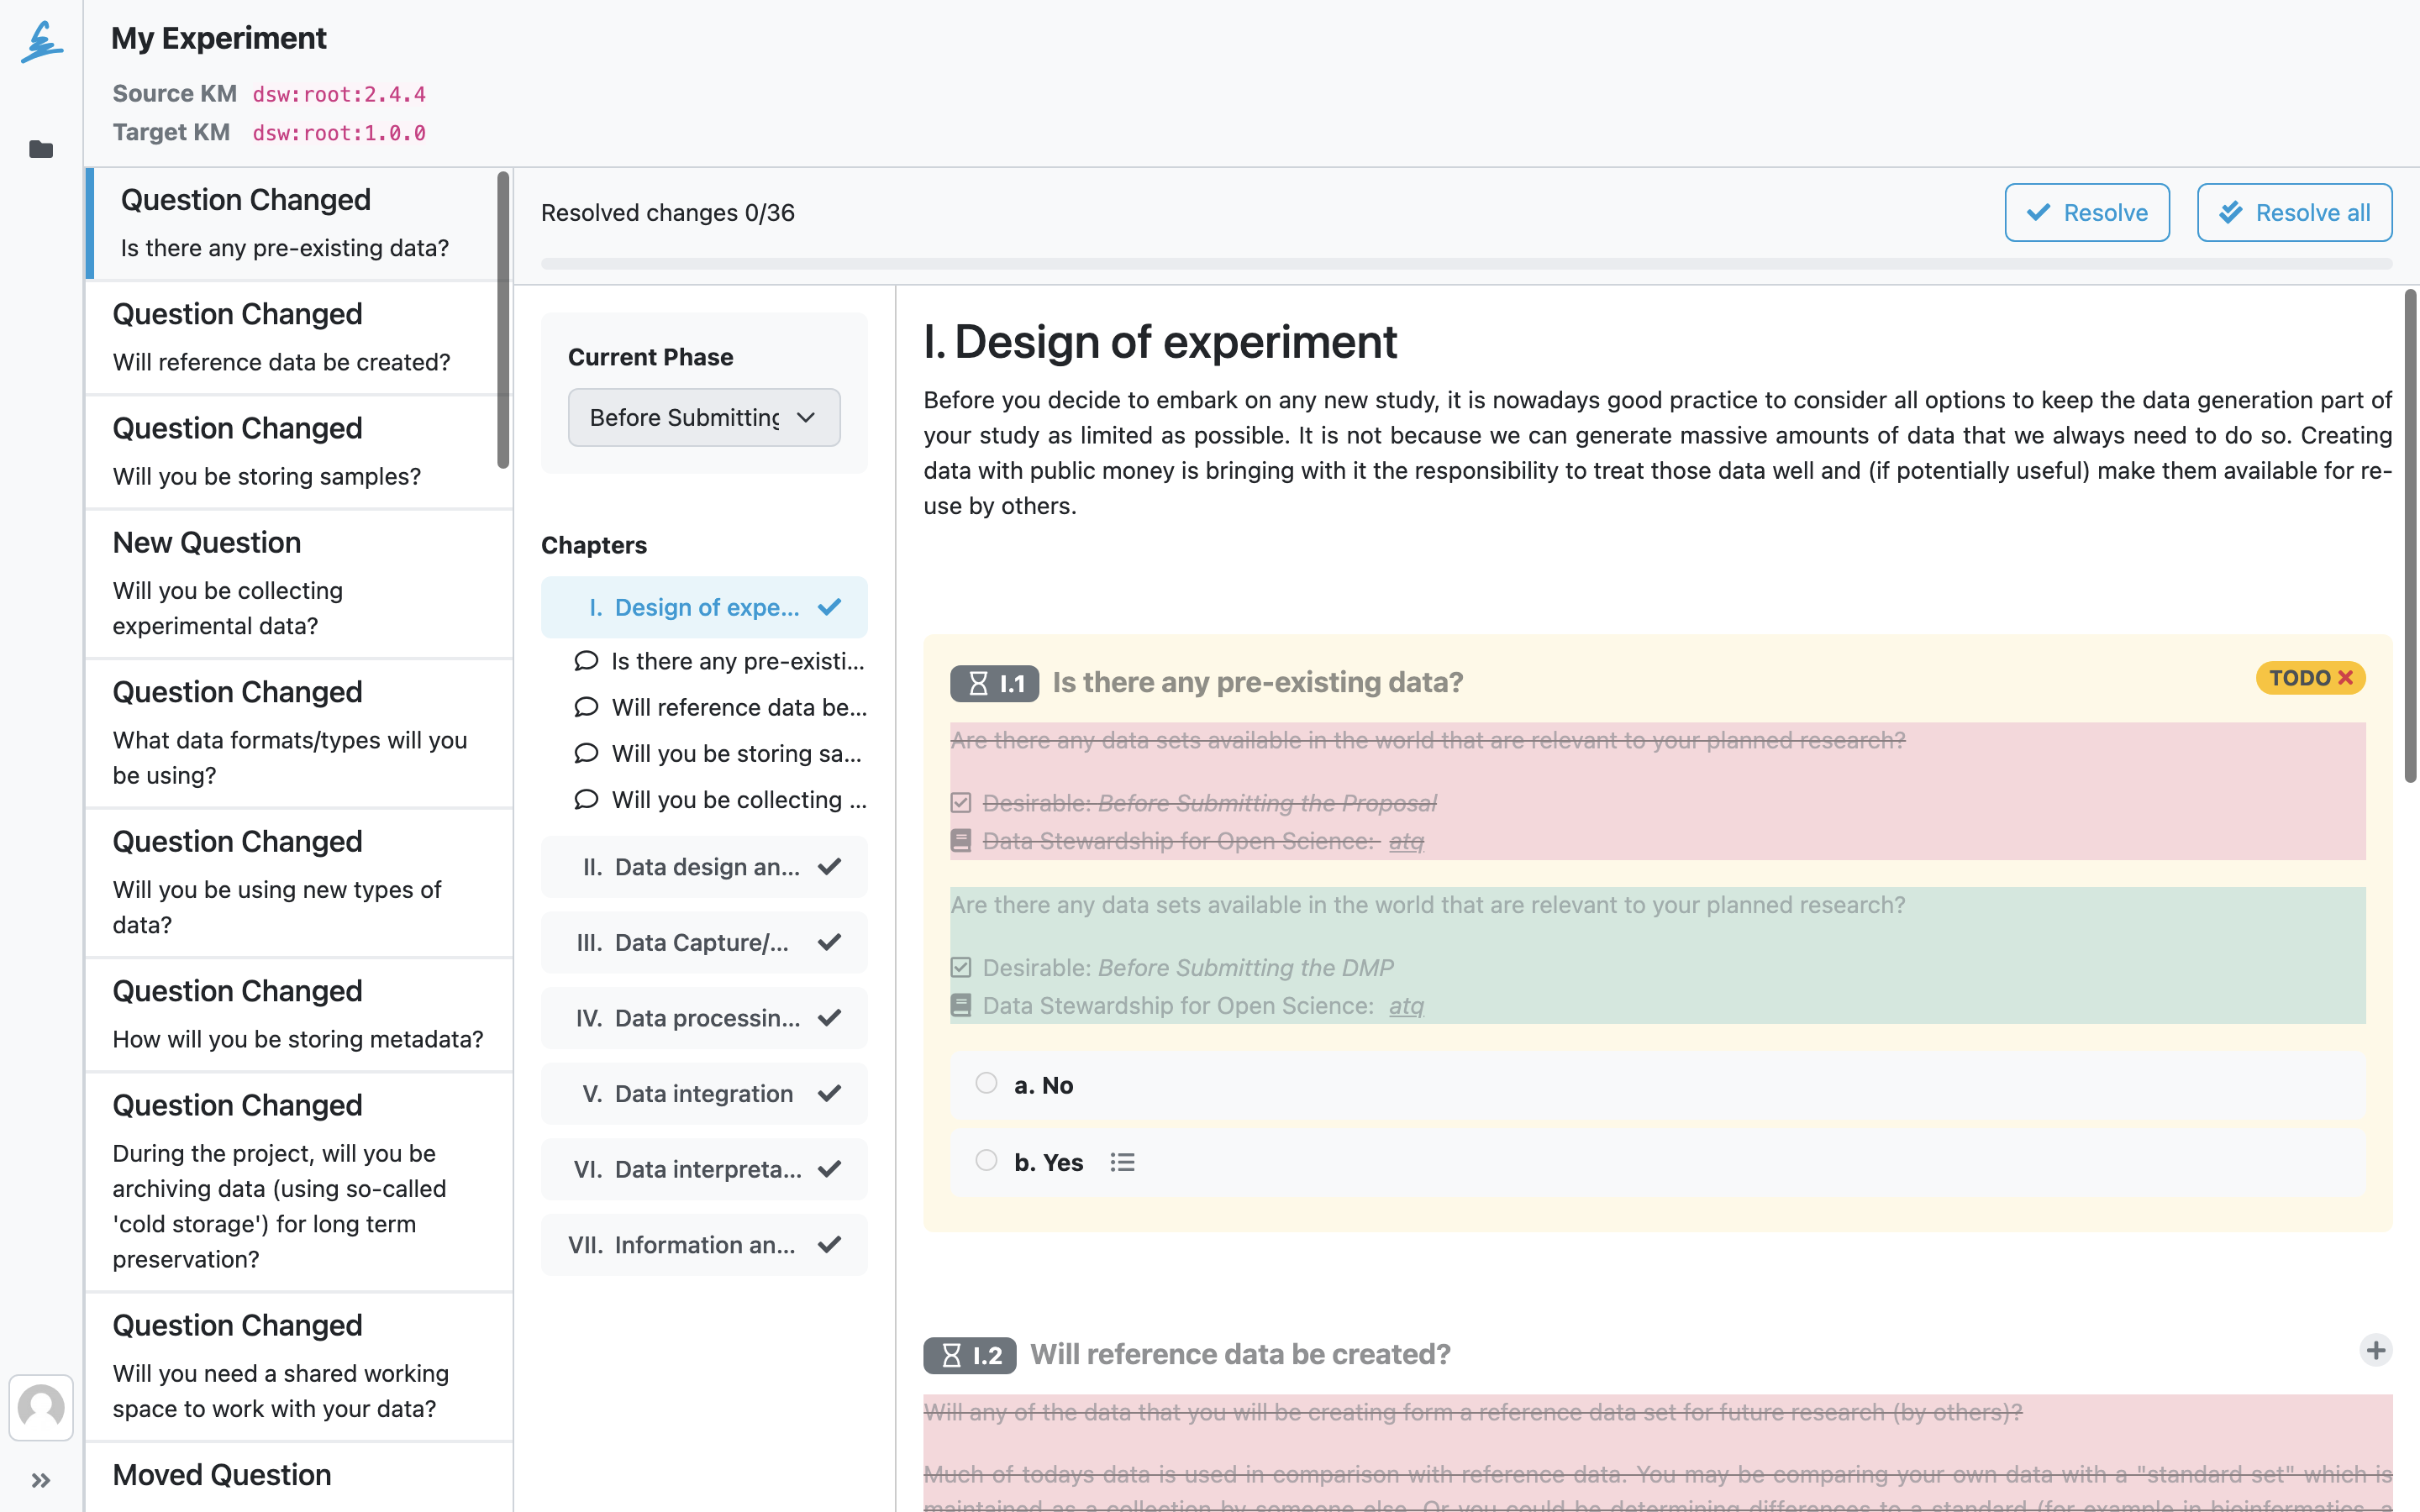 My Experiment
Source KM dsw:root:2.4.4
Target KM dsw:root:1.0.0
Question Changed
Is there any pre-existing data?
Question Changed
Will reference data be created?
Question Changed
Will you be storing samples?
New Question
Will you be collecting
experimental data?
Question Changed
What data formats/types will you
be using?
Question Changed
Will you be using new types of
data?
Question Changed
How will you be storing metadata?
Question Changed
During the project, will you be
archiving data (using so-called
'cold storage') for long term
preservation?
Question Changed
Will you need a shared working
space to work with your data?
Moved Question
Resolved changes 0/36
Resolve
Resolve all
Current Phase
Before Submitting
Chapters
I. Design of expe...
Is there any pre-existi...
Will reference data be...
Will you be storing sa...
Will you be collecting ...
II. Data design an...
III. Data Capture/...
IV. Data processin...
V. Data integration
VI. Data interpreta...
VII. Information an...
I. Design of experiment
Before you decide to embark on any new study, it is nowadays good practice to consider all options to keep the data generation part of
your study as limited as possible. It is not because we can generate massive amounts of data that we always need to do so. Creating
data with public money is bringing with it the responsibility to treat those data well and (if potentially useful) make them available for re-
use by others.
I.1 Is there any pre-existing data?
TODO
Are there any data sets available in the world that are relevant to your planned research?
Desirable: Before Submitting the Proposal
Data Stewardship for Open Science: atq
Are there any data sets available in the world that are relevant to your planned research?
Desirable: Before Submitting the DMP
Data Stewardship for Open Science: atq
a. No
b. Yes
I.2 Will reference data be created?
Will any of the data that you will be creating form a reference data set for future research (by others)?
Much of todays data is used in comparison with reference data. You may be comparing your own data with a "standard set" which is
maintained as a collection by someone else. Or you could be determining differences to a standard (for example in bioinformatics,